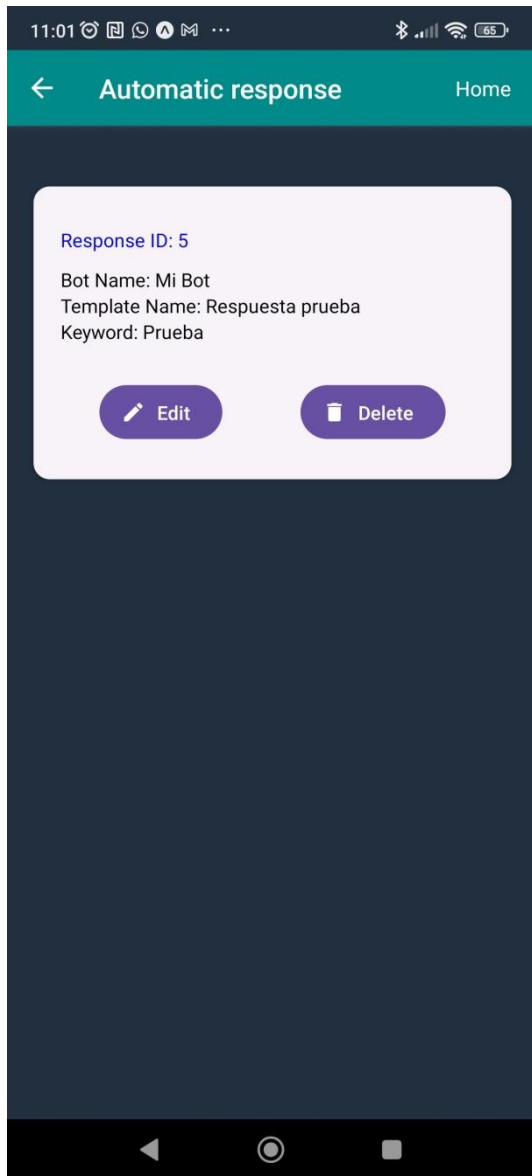 11:01
65
Automatic response
Home
Response ID: 5
Bot Name: Mi Bot
Template Name: Respuesta prueba
Keyword: Prueba
Edit
Delete